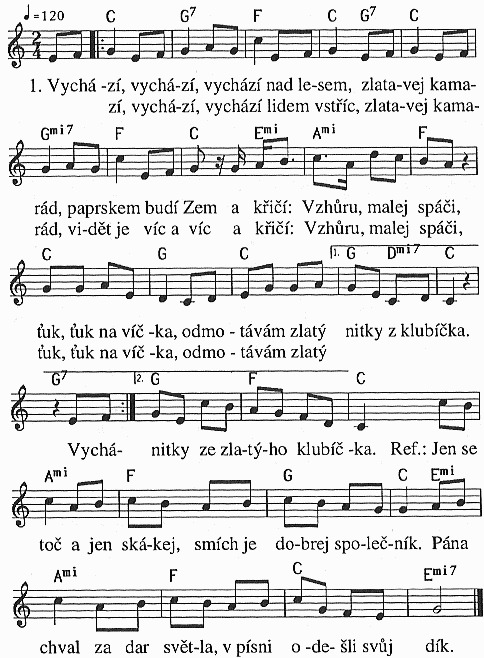 ♩=120 C G7 F C G7 C
2/4
1. Vychá -zí, vychá-zí, vychází nad le-sem, zlata-vej kama-
zí, vychá-zí, vychází lidem vstříc, zlata-vej kama-
Gmi7 F C Emi Ami F
rád, paprskem budí Zem a křičí: Vzhůru, malej spáči,
rád, vi-dět je víc a víc a křičí: Vzhůru, malej spáči,
C G C 1. G Dmi7 C
ťuk, ťuk na víč -ka, odmo - távám zlatý nitky z klubíčka.
ťuk, ťuk na víč -ka, odmo - távám zlatý
G7 2. G F C
Vychá- nitky ze zla-tý-ho klubíč -ka. Ref.: Jen se
Ami F G C Emi
toč a jen ská-kej, smích je do-brej spo-leč-ník. Pána
Ami F C Emi7
chval za dar svět-la, v písni o -de- šli svůj dík.